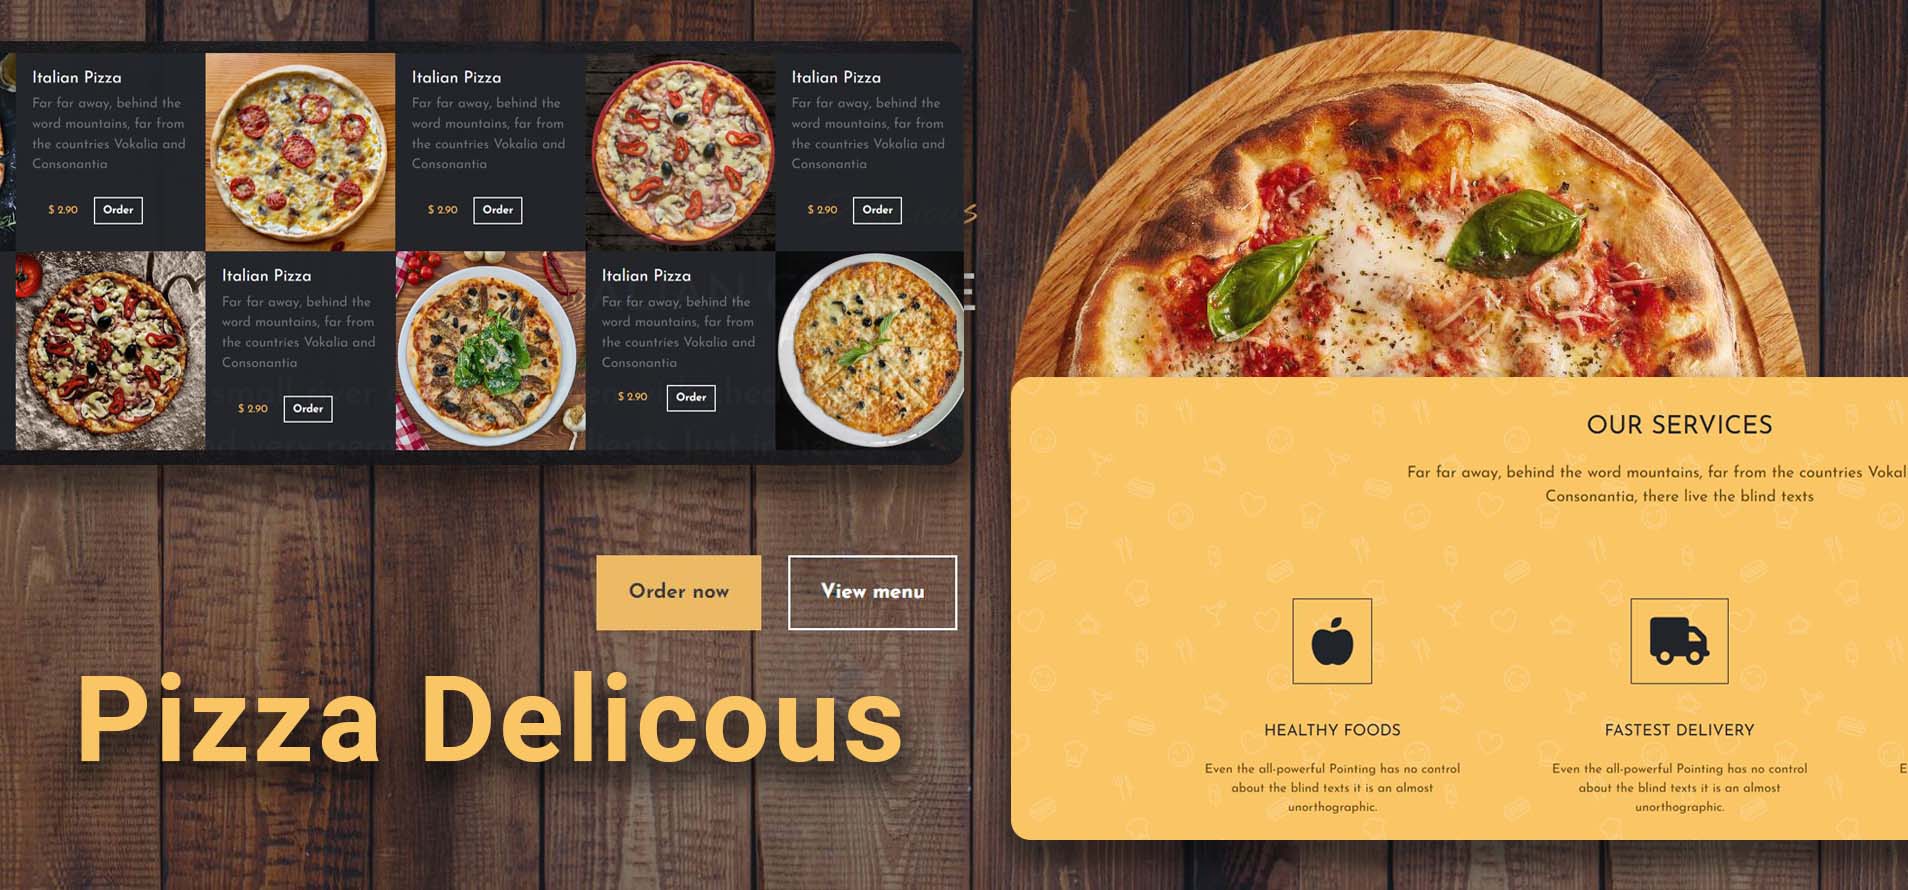 Italian Pizza
Far far away, behind the
word mountains, far from
the countries Vokalia and
Consonantia
$ 2.90 Order
Italian Pizza
Far far away, behind the
word mountains, far from
the countries Vokalia and
Consonantia
$ 2.90 Order
Italian Pizza
Far far away, behind the
word mountains, far from
the countries Vokalia and
Consonantia
$ 2.90 Order
Italian Pizza
Far far away, behind the
word mountains, far from
the countries Vokalia and
Consonantia
$ 2.90 Order
Italian Pizza
Far far away, behind the
word mountains, far from
the countries Vokalia and
Consonantia
$ 2.90 Order
Order now
View menu
Pizza Delicous
OUR SERVICES
Far far away, behind the word mountains, far from the countries Vokal
Consonantia, there live the blind texts
HEALTHY FOODS
Even the all-powerful Pointing has no control
about the blind texts it is an almost
unorthographic.
FASTEST DELIVERY
Even the all-powerful Pointing has no control
about the blind texts it is an almost
unorthographic.